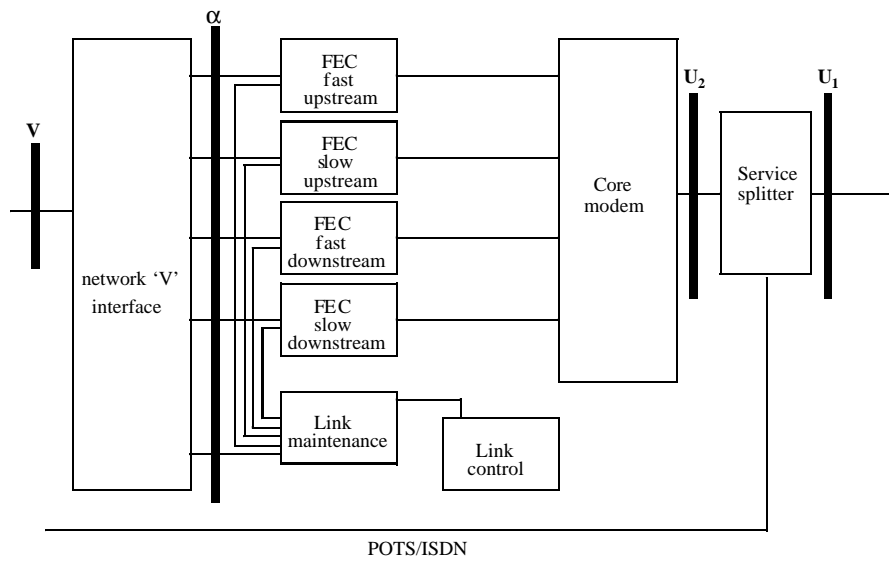 α
FEC
fast
upstream
U₂
U₁
V
FEC
slow
upstream
Core
modem
Service
splitter
FEC
fast
downstream
network ‘V’
interface
FEC
slow
downstream
Link
maintenance
Link
control
POTS/ISDN